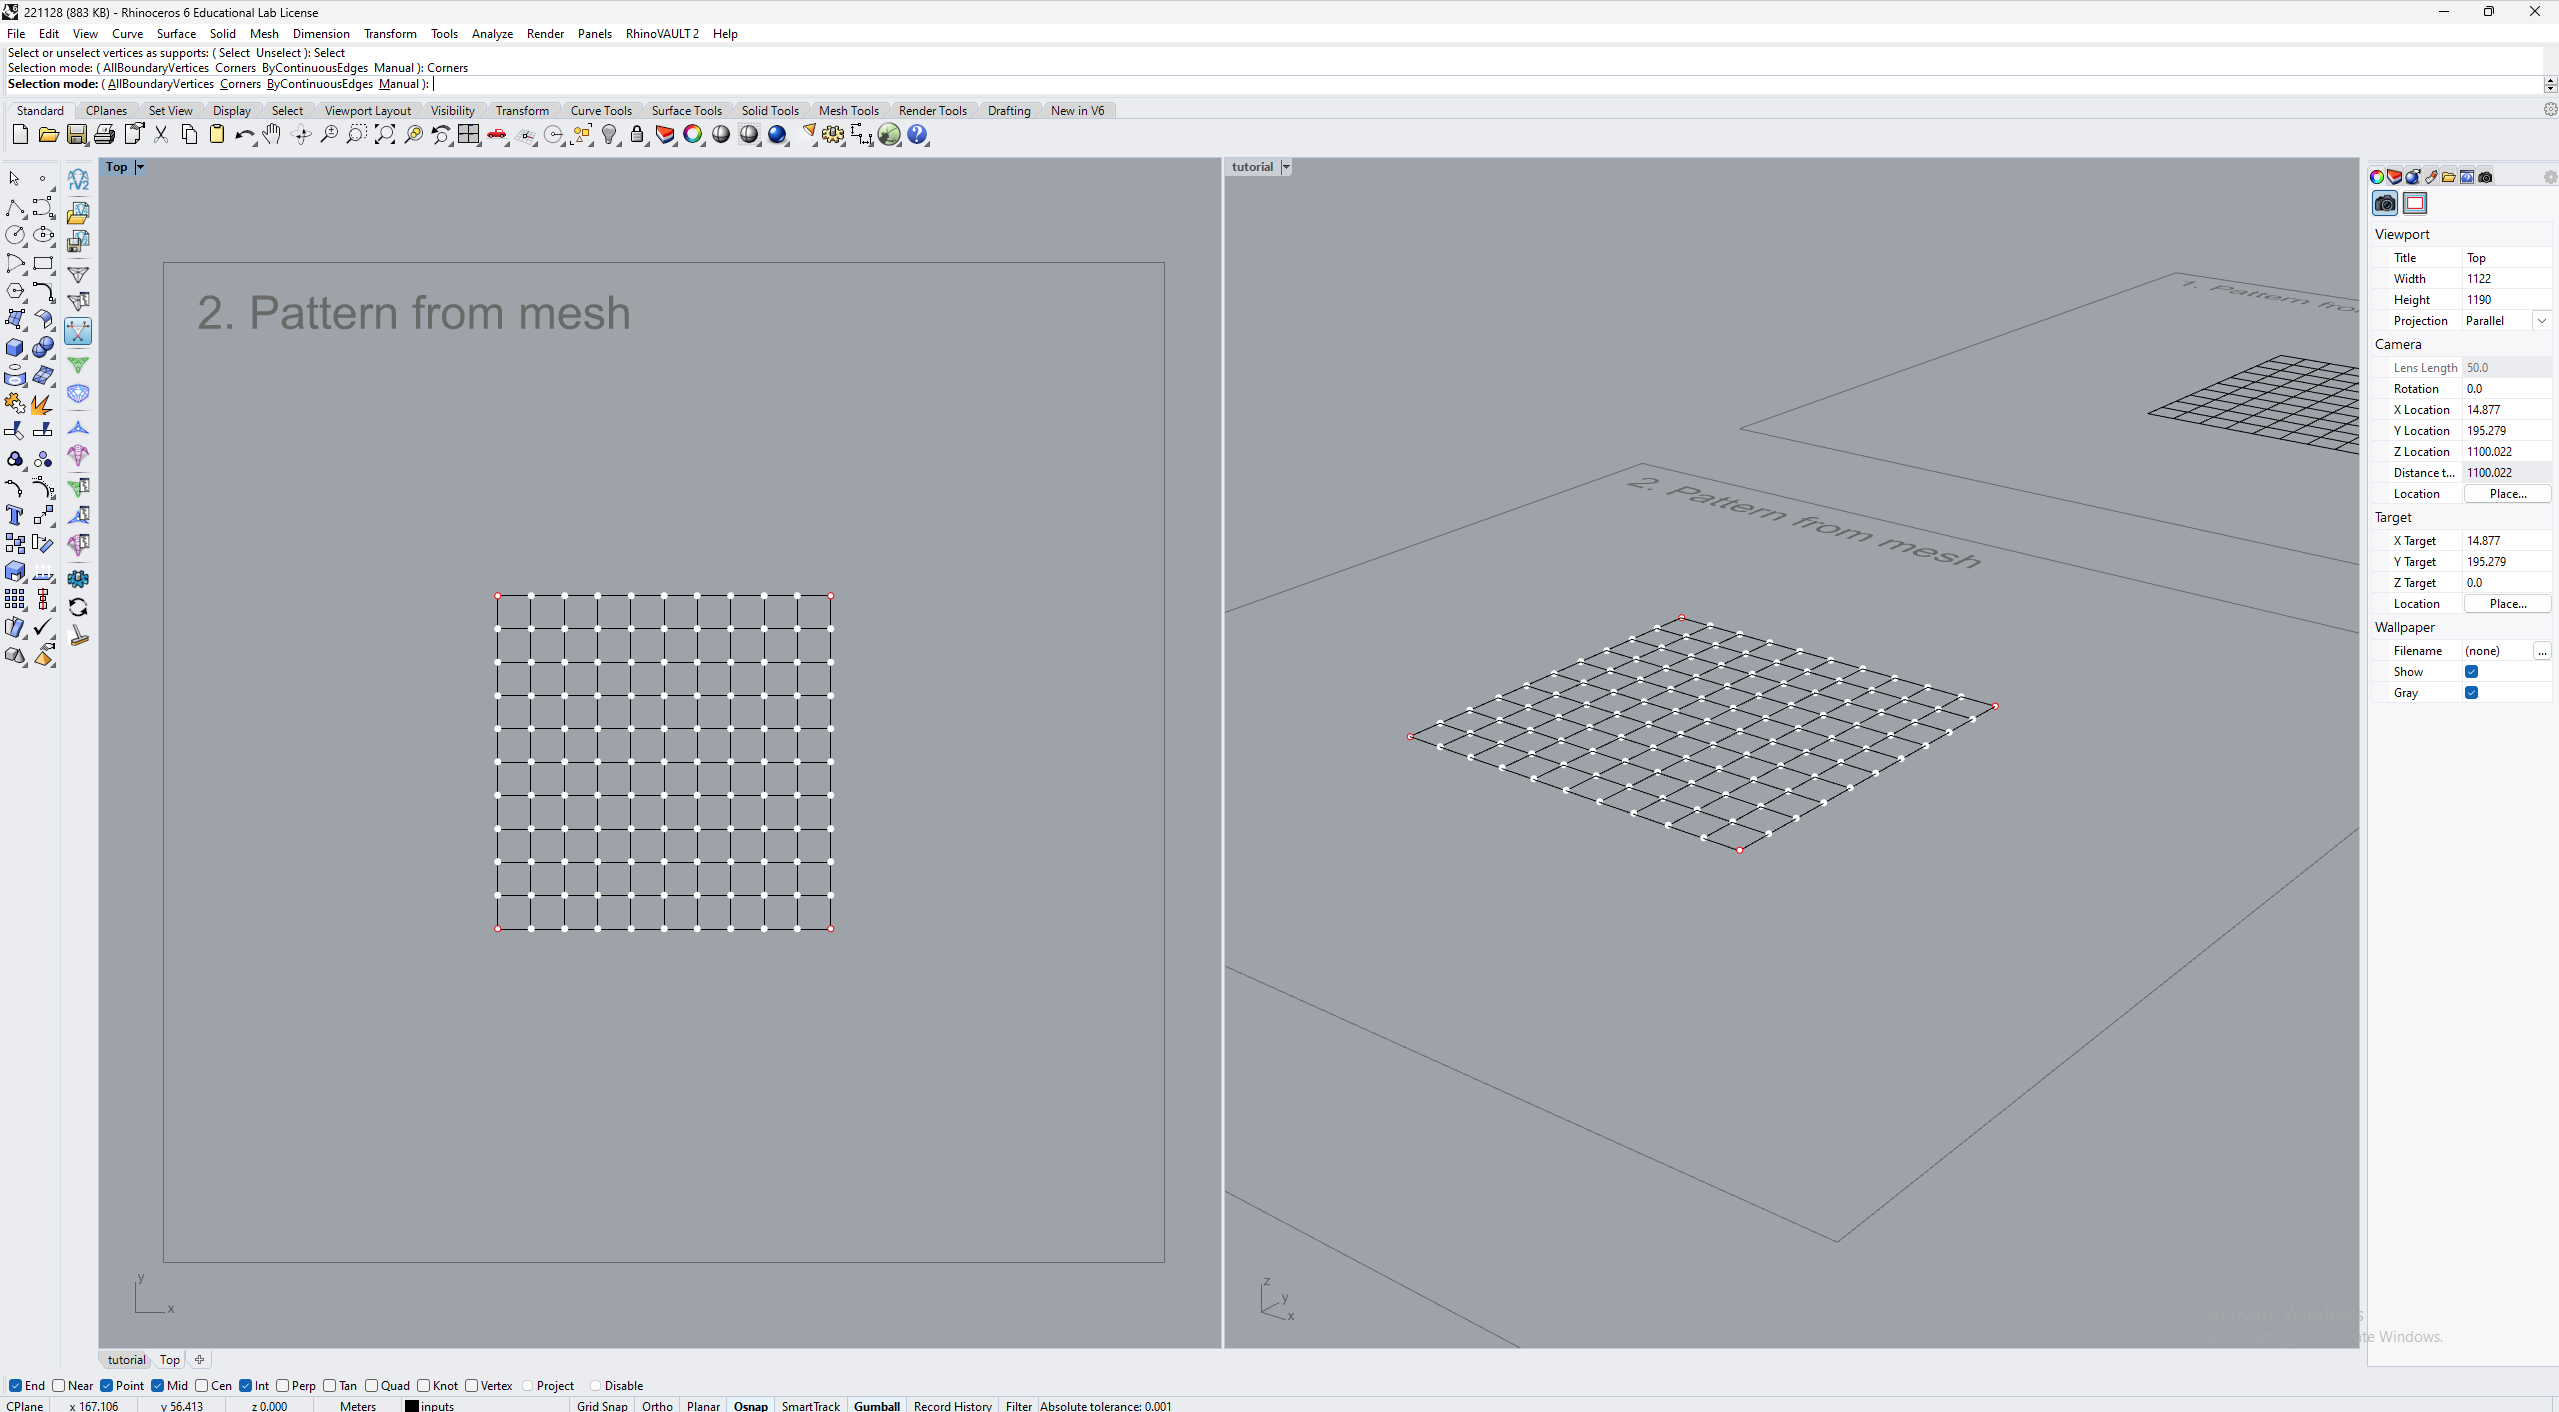 221128 (883 KB) - Rhinoceros 6 Educational Lab License
File Edit View Curve Surface Solid Mesh Dimension Transform Tools Analyze Render Panels RhinoVAULT2 Help
Select or unselect vertices as supports: ( Select Unselect ): Select
Selection mode: ( AllBoundaryVertices Corners ByContinuousEdges Manual ): Corners
Selection mode: ( AllBoundaryVertices Corners ByContinuousEdges Manual ):
Standard CPlanes Set View Display Select Viewport Layout Visibility Transform Curve Tools Surface Tools Solid Tools Mesh Tools Render Tools Drafting New in V6
Top
2. Pattern from mesh
y
x
tutorial
1. Pattern fro
2. Pattern from mesh
z
y
x
rV2
Viewport
Title Top
Width 1122
Height 1190
Projection Parallel
Camera
Lens Length 50.0
Rotation 0.0
X Location 14.877
Y Location 195.279
Z Location 1100.022
Distance t... 1100.022
Location Place...
Target
X Target 14.877
Y Target 195.279
Z Target 0.0
Location Place...
Wallpaper
Filename (none) ...
Show
Gray
Activate Windows
te Windows.
tutorial Top
End Near Point Mid Cen Int Perp Tan Quad Knot Vertex Project Disable
CPlane x 167.106 y 56.413 z 0.000 Meters inputs Grid Snap Ortho Planar Osnap SmartTrack Gumball Record History Filter Absolute tolerance: 0.001